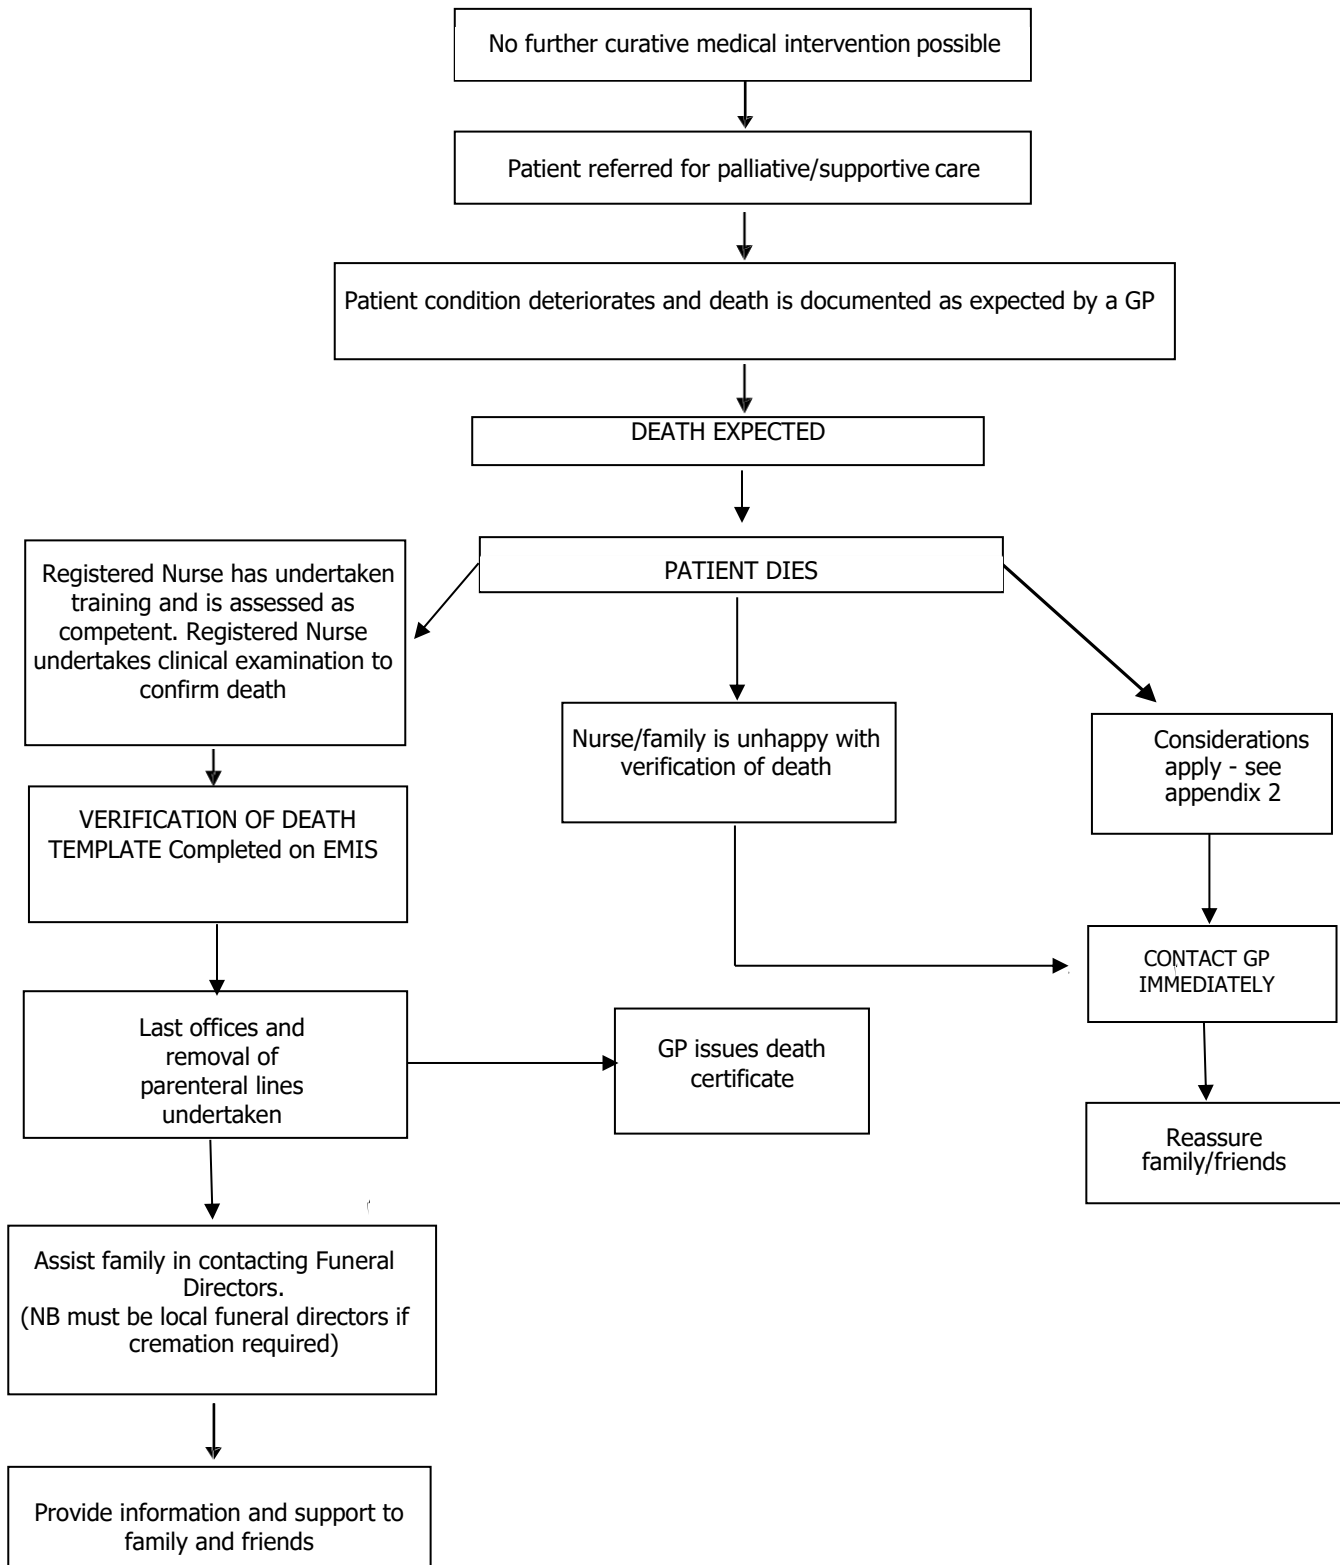 No further curative medical intervention possible
Patient referred for palliative/supportive care
Patient condition deteriorates and death is documented as expected by a GP
DEATH EXPECTED
PATIENT DIES
Registered Nurse has undertaken
training and is assessed as
competent. Registered Nurse
undertakes clinical examination to
confirm death
Nurse/family is unhappy with
verification of death
Considerations
apply - see
appendix 2
VERIFICATION OF DEATH
TEMPLATE Completed on EMIS
CONTACT GP
IMMEDIATELY
Last offices and
removal of
parenteral lines
undertaken
GP issues death
certificate
Reassure
family/friends
Assist family in contacting Funeral
Directors.
(NB must be local funeral directors if
cremation required)
Provide information and support to
family and friends